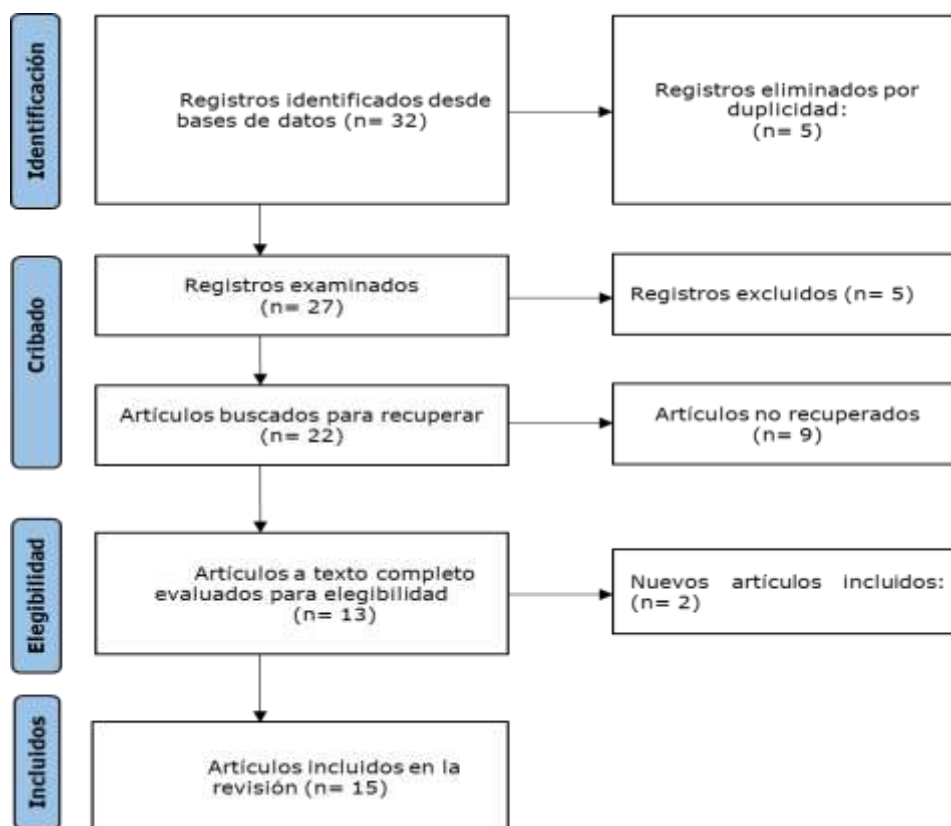 Identificación
Registros identificados desde
bases de datos (n= 32)
Registros eliminados por
duplicidad:
(n= 5)
Cribado
Registros examinados
(n= 27)
Registros excluidos (n= 5)
Artículos buscados para recuperar
(n= 22)
Artículos no recuperados
(n= 9)
Elegibilidad
Artículos a texto completo
evaluados para elegibilidad
(n= 13)
Nuevos artículos incluidos:
(n= 2)
Incluidos
Artículos incluidos en la
revisión (n= 15)